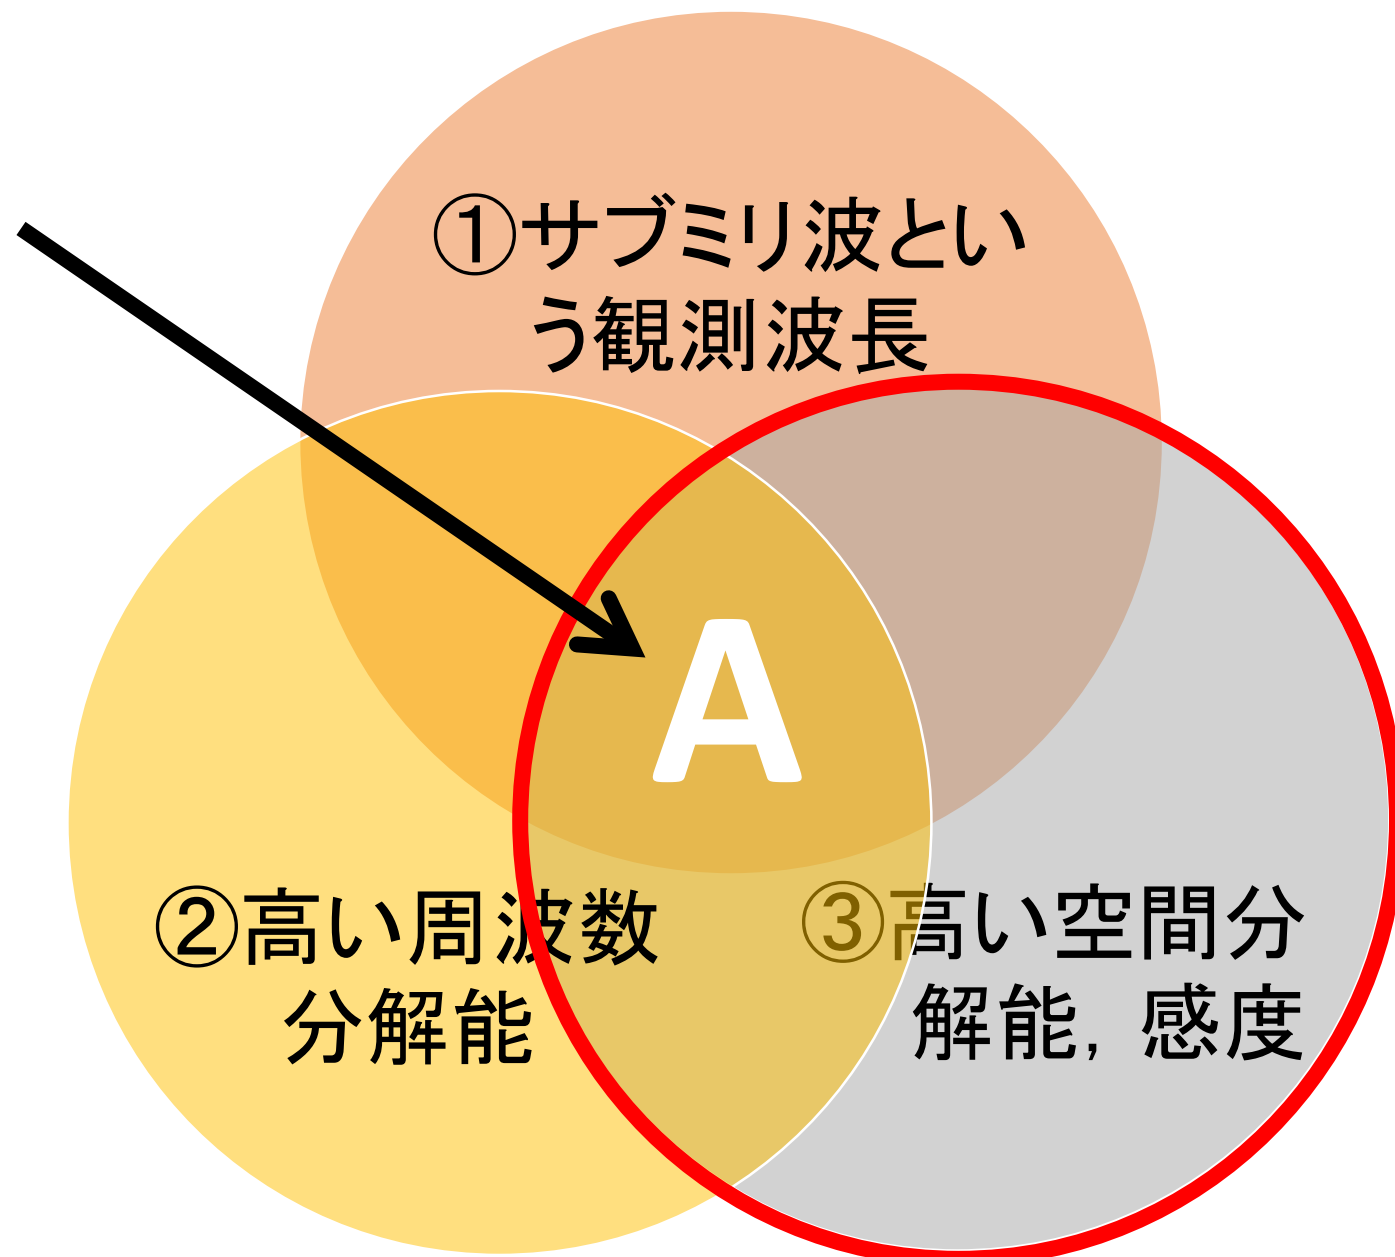 ①サブミリ波とい
う観測波長
A
②高い周波数
分解能
③高い空間分
解能，感度